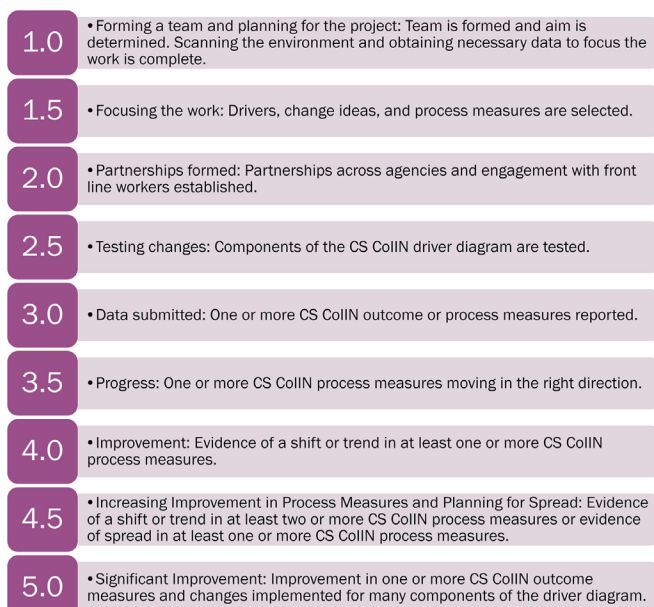 1.0
• Forming a team and planning for the project: Team is formed and aim is
determined. Scanning the environment and obtaining necessary data to focus the
work is complete.
1.5
• Focusing the work: Drivers, change ideas, and process measures are selected.
2.0
• Partnerships formed: Partnerships across agencies and engagement with front
line workers established.
2.5
• Testing changes: Components of the CS CoIIN driver diagram are tested.
3.0
• Data submitted: One or more CS CoIIN outcome or process measures reported.
3.5
• Progress: One or more CS CoIIN process measures moving in the right direction.
4.0
• Improvement: Evidence of a shift or trend in at least one or more CS CoIIN
process measures.
4.5
• Increasing Improvement in Process Measures and Planning for Spread: Evidence
of a shift or trend in at least two or more CS CoIIN process measures or evidence
of spread in at least one or more CS CoIIN process measures.
5.0
• Significant Improvement: Improvement in one or more CS CoIIN outcome
measures and changes implemented for many components of the driver diagram.